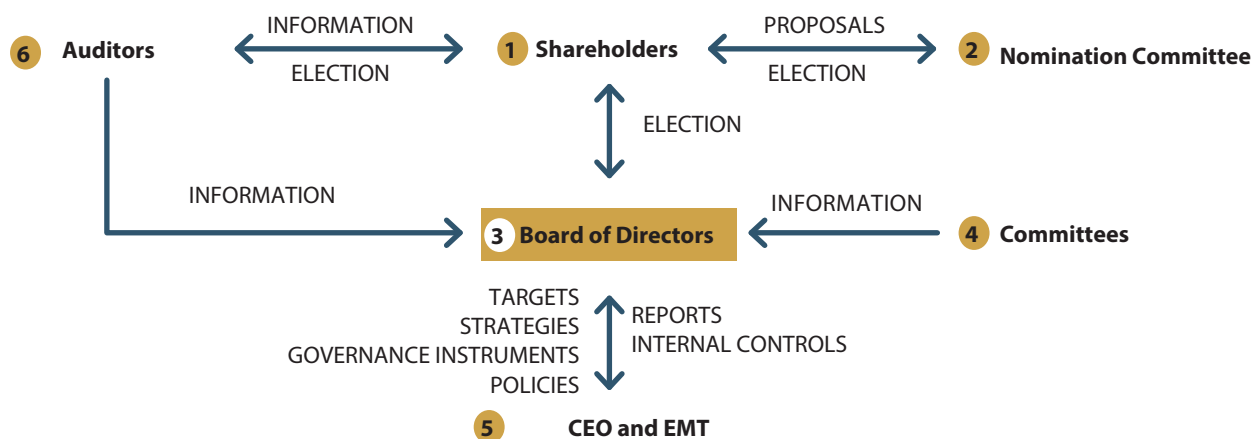 INFORMATION
PROPOSALS
6 Auditors
1 Shareholders
2 Nomination Committee
ELECTION
ELECTION
ELECTION
INFORMATION
INFORMATION
3 Board of Directors
4 Committees
TARGETS
STRATEGIES
GOVERNANCE INSTRUMENTS
POLICIES
REPORTS
INTERNAL CONTROLS
5 CEO and EMT